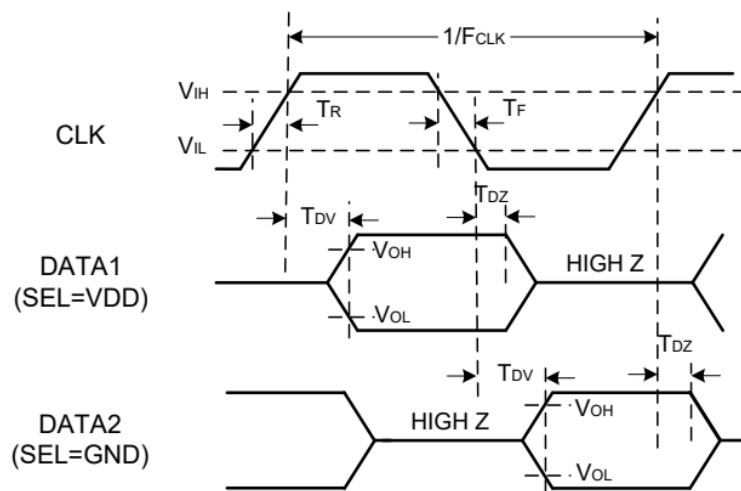 1/FCLK
VIH
TR
TF
CLK
VIL
TDZ
TDV
VOH
DATA1
HIGH Z
(SEL=VDD)
VOL
TDZ
TDV
VOH
DATA2
HIGH Z
(SEL=GND)
VOL